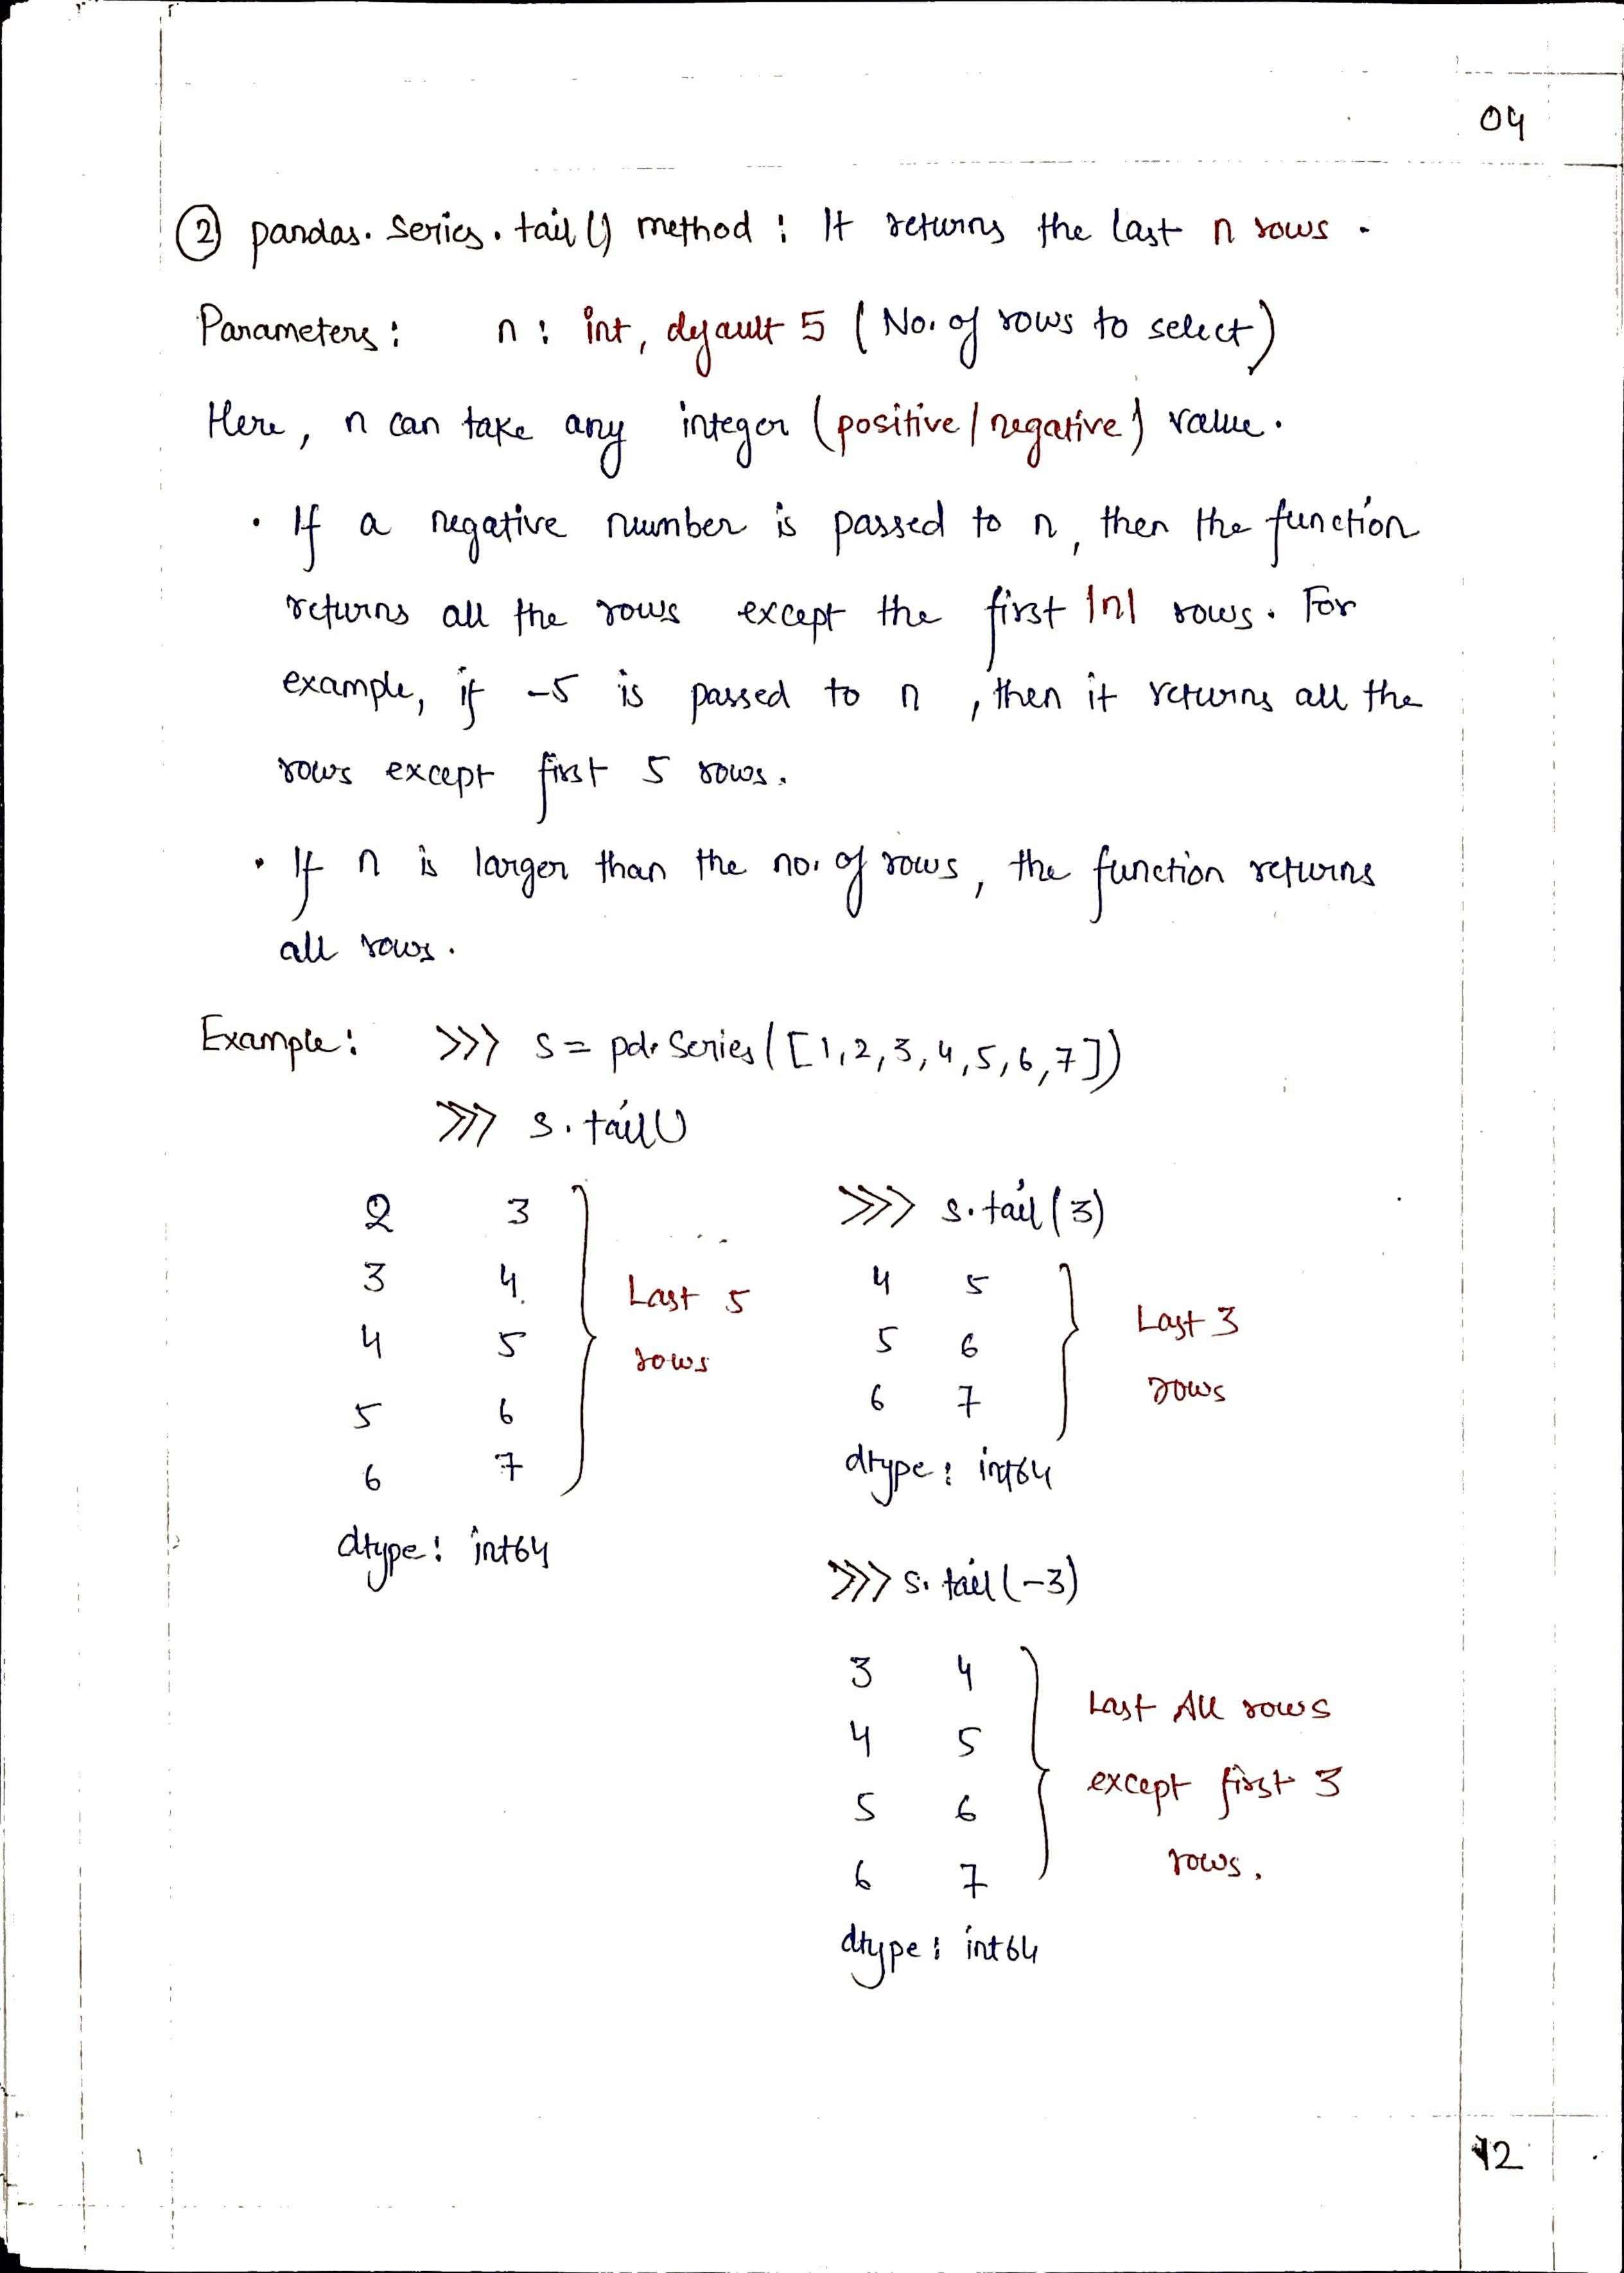 04
② pandas.Series.tail() method : It returns the last n rows.
Parameters : n : int, default 5 (No. of rows to select)
Here, n can take any integer (positive/negative) value.
• If a negative number is passed to n, then the function
returns all the rows except the first |n| rows. For
example, if -5 is passed to n, then it returns all the
rows except first 5 rows.
• If n is larger than the no. of rows, the function returns
all rows.
Example : >>> s = pd.Series([1,2,3,4,5,6,7])
>>> s.tail()
2 3
3 4
4 5
5 6
6 7
dtype : int64
Last 5
rows
>>> s.tail(3)
4 5
5 6
6 7
dtype : int64
Last 3
rows
>>> s.tail(-3)
3 4
4 5
5 6
6 7
dtype : int64
Last All rows
except first 3
rows.
12